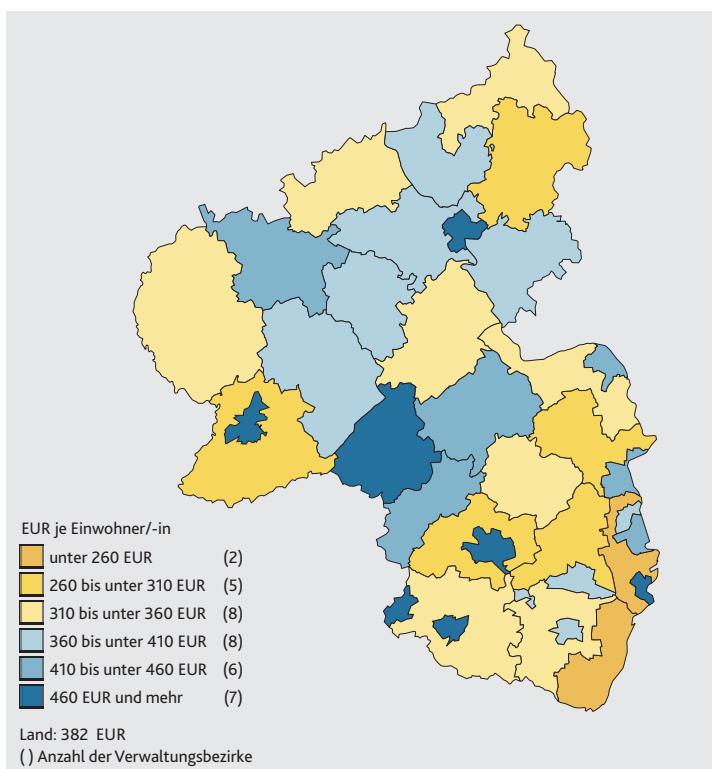 EUR je Einwohner/-in
unter 260 EUR (2)
260 bis unter 310 EUR (5)
310 bis unter 360 EUR (8)
360 bis unter 410 EUR (8)
410 bis unter 460 EUR (6)
460 EUR und mehr (7)
Land: 382 EUR
( ) Anzahl der Verwaltungsbezirke